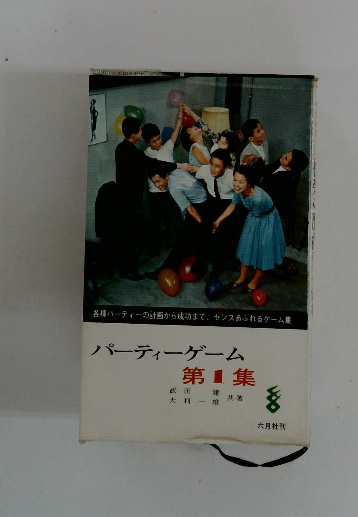 各種パーティーの計画から成功まで、センスあふれるゲーム集
パーティーゲーム
第1集
武田 建
大利一雄 共著
六月社刊